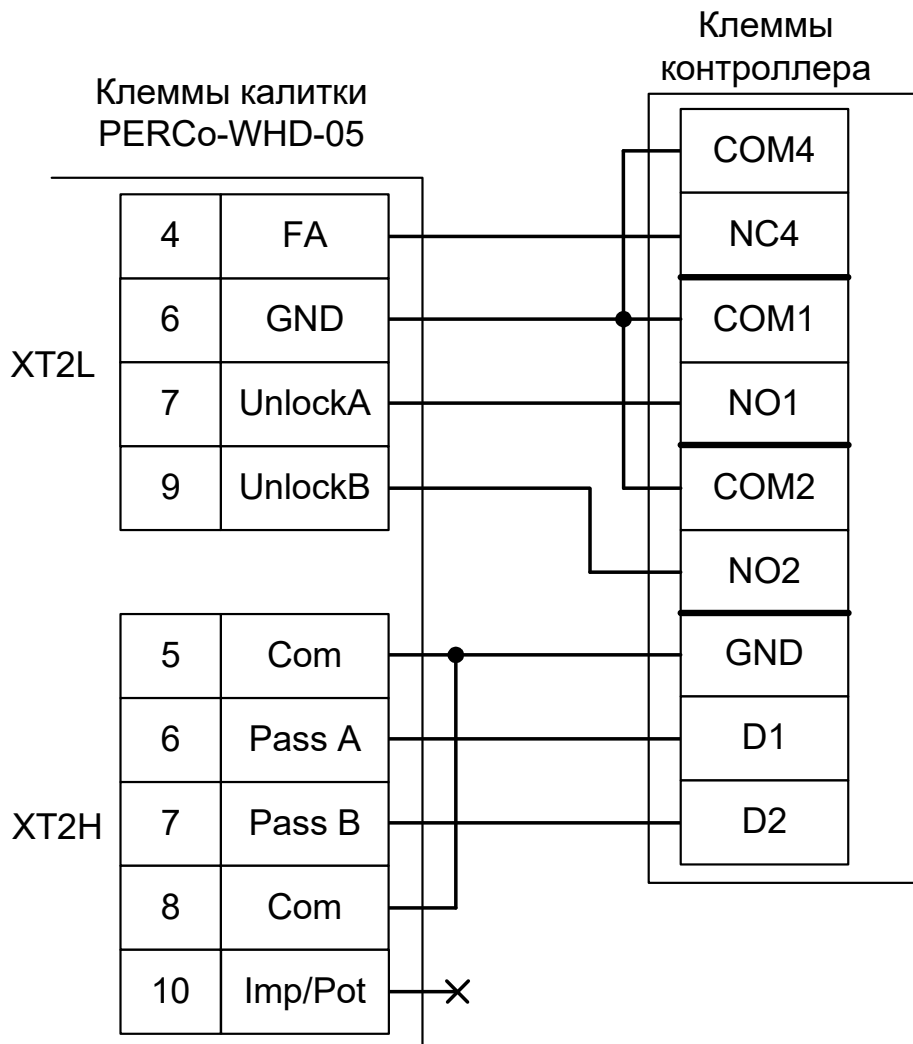 Клеммы
контроллера
Клеммы калитки
PERCo-WHD-05
XT2L
4 FA
6 GND
7 UnlockA
9 UnlockB
XT2H
5 Com
6 Pass A
7 Pass B
8 Com
10 Imp/Pot
COM4
NC4
COM1
NO1
COM2
NO2
GND
D1
D2